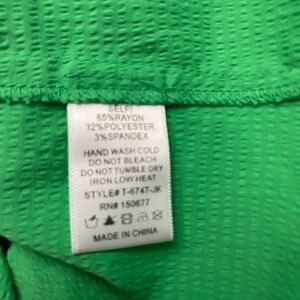 SELF:
65%RAYON
32%POLYESTER
3%SPANDEX
HAND WASH COLD
DO NOT BLEACH
DO NOT TUMBLE DRY
IRON LOW HEAT
STYLE# T-6747-JK
RN# 150677
MADE IN CHINA